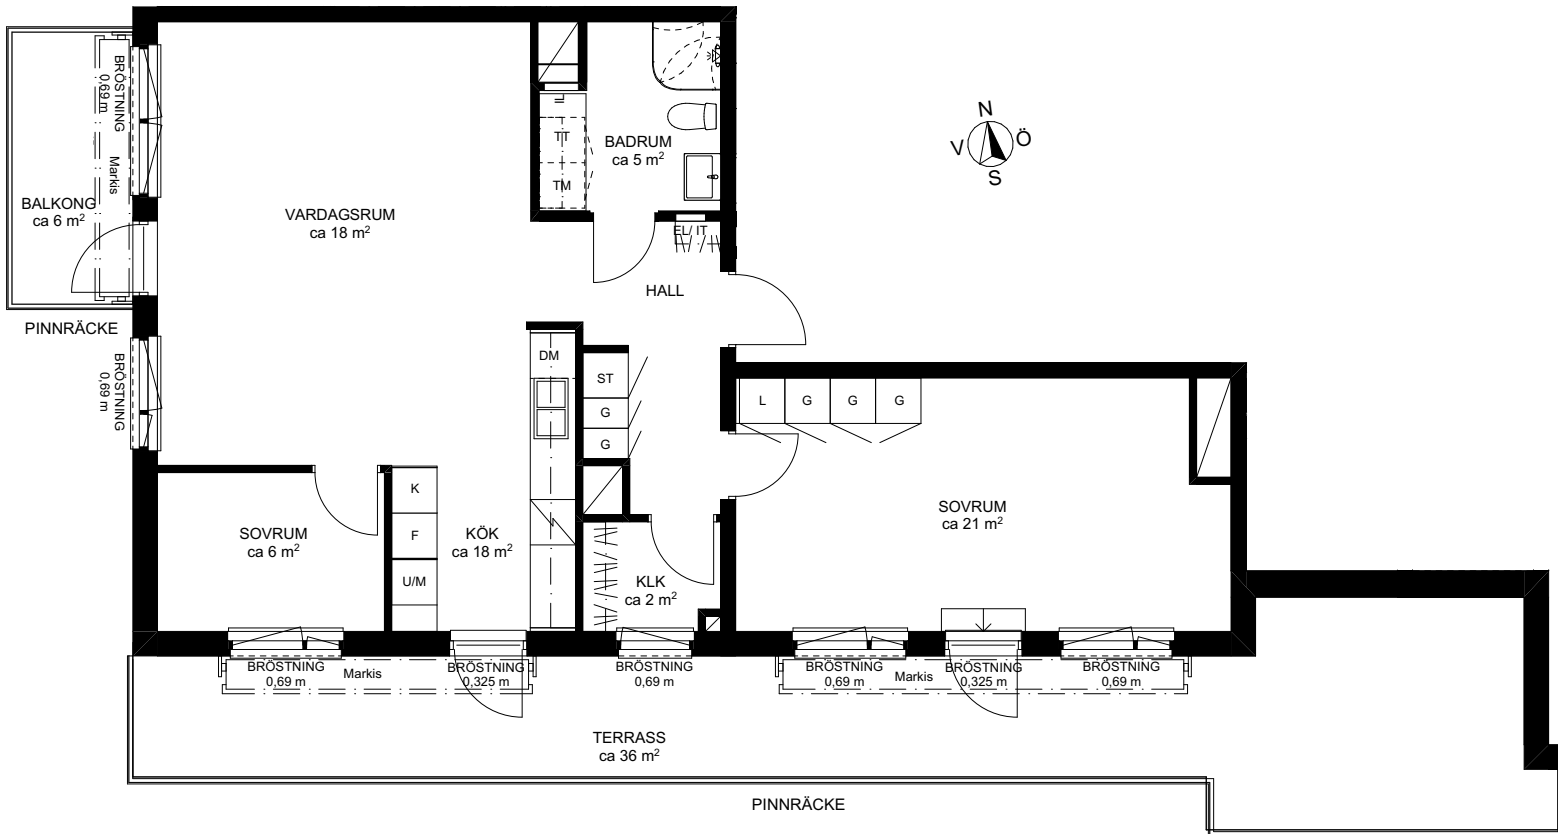 BRÖSTNING
0,69 m
Markis
BALKONG
ca 6 m²
PINNRÄCKE
BRÖSTNING
0,69 m
VARDAGSRUM
ca 18 m²
IL
TT
TM
BADRUM
ca 5 m²
EL/ IT
HALL
N
V
Ö
S
DM
ST
G
G
L
G
G
G
K
F
U/M
SOVRUM
ca 6 m²
KÖK
ca 18 m²
KLK
ca 2 m²
SOVRUM
ca 21 m²
BRÖSTNING
0,69 m
Markis
BRÖSTNING
0,325 m
BRÖSTNING
0,69 m
BRÖSTNING
0,69 m
Markis
BRÖSTNING
0,325 m
BRÖSTNING
0,69 m
TERRASS
ca 36 m²
PINNRÄCKE